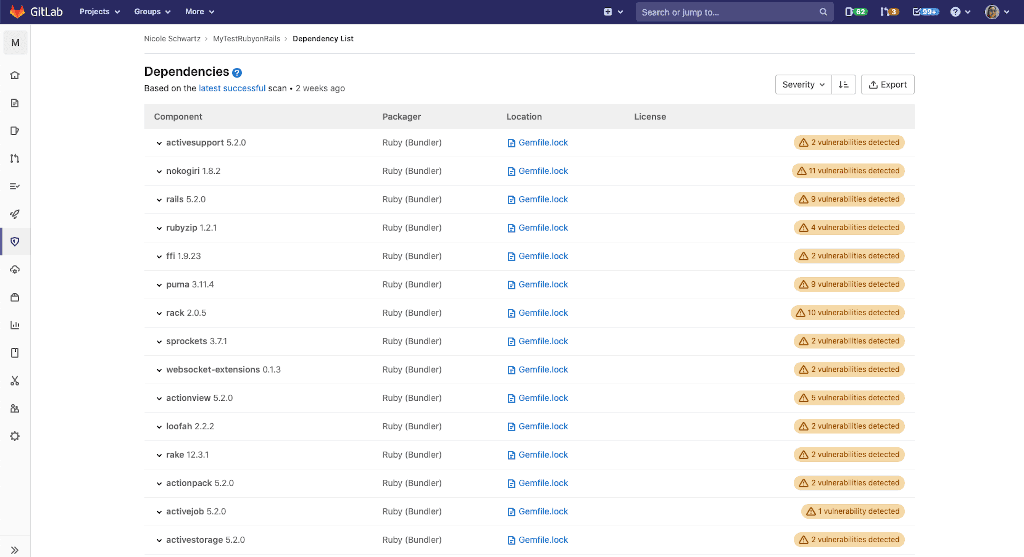 GitLab Projects Groups More Search or jump to... 62 3 99+
M
Nicole Schwartz › MyTestRubyonRails › Dependency List
Dependencies ?
Based on the latest successful scan • 2 weeks ago
Severity Export
Component Packager Location License
activesupport 5.2.0 Ruby (Bundler) Gemfile.lock 2 vulnerabilities detected
nokogiri 1.8.2 Ruby (Bundler) Gemfile.lock 11 vulnerabilities detected
rails 5.2.0 Ruby (Bundler) Gemfile.lock 9 vulnerabilities detected
rubyzip 1.2.1 Ruby (Bundler) Gemfile.lock 4 vulnerabilities detected
ffi 1.9.23 Ruby (Bundler) Gemfile.lock 2 vulnerabilities detected
puma 3.11.4 Ruby (Bundler) Gemfile.lock 9 vulnerabilities detected
rack 2.0.5 Ruby (Bundler) Gemfile.lock 10 vulnerabilities detected
sprockets 3.7.1 Ruby (Bundler) Gemfile.lock 2 vulnerabilities detected
websocket-extensions 0.1.3 Ruby (Bundler) Gemfile.lock 2 vulnerabilities detected
actionview 5.2.0 Ruby (Bundler) Gemfile.lock 5 vulnerabilities detected
loofah 2.2.2 Ruby (Bundler) Gemfile.lock 2 vulnerabilities detected
rake 12.3.1 Ruby (Bundler) Gemfile.lock 2 vulnerabilities detected
actionpack 5.2.0 Ruby (Bundler) Gemfile.lock 2 vulnerabilities detected
activejob 5.2.0 Ruby (Bundler) Gemfile.lock 1 vulnerability detected
activestorage 5.2.0 Ruby (Bundler) Gemfile.lock 2 vulnerabilities detected